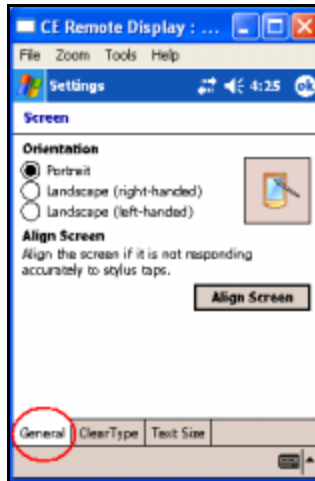 CE Remote Display : ...
File Zoom Tools Help
Settings 4:25 ok
Screen
Orientation
Portrait
Landscape (right-handed)
Landscape (left-handed)
Align Screen
Align the screen if it is not responding
accurately to stylus taps.
Align Screen
General ClearType Text Size